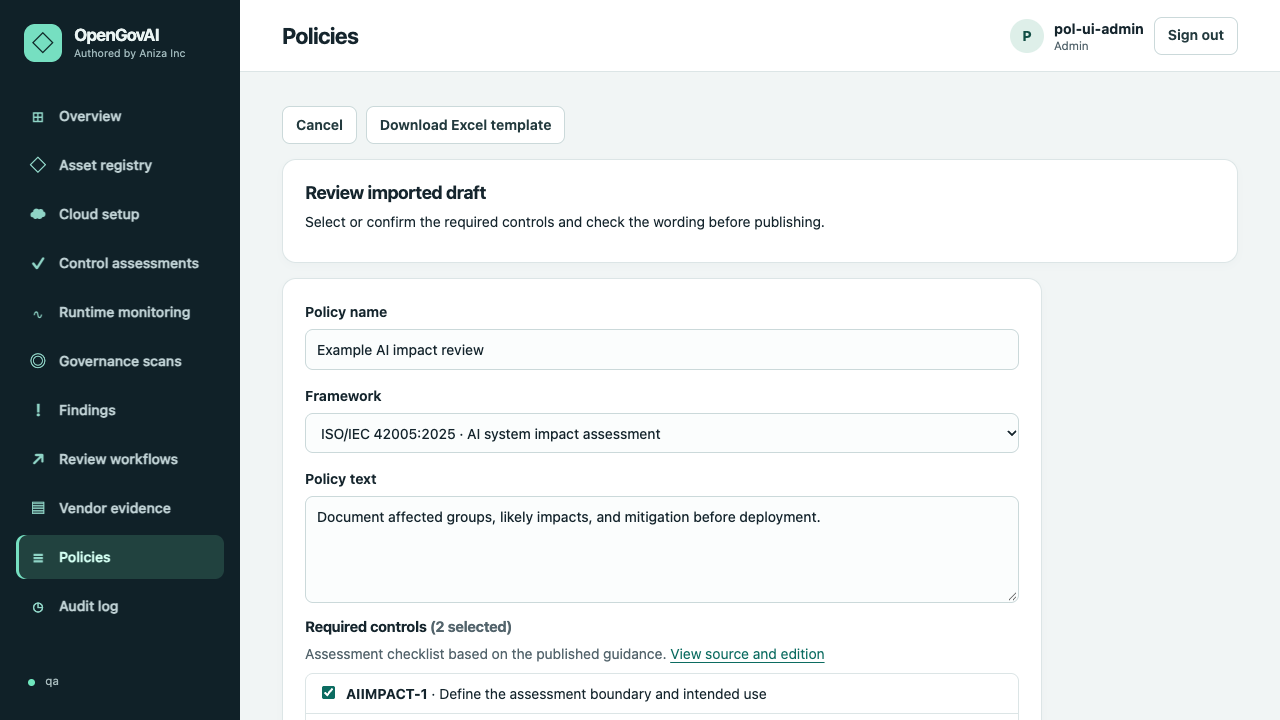 OpenGovAI
Authored by Aniza Inc
Overview
Asset registry
Cloud setup
Control assessments
Runtime monitoring
Governance scans
Findings
Review workflows
Vendor evidence
Policies
Audit log
qa
Policies
P
pol-ui-admin
Admin
Sign out
Cancel
Download Excel template
Review imported draft
Select or confirm the required controls and check the wording before publishing.
Policy name
Example AI impact review
Framework
ISO/IEC 42005:2025 · AI system impact assessment
Policy text
Document affected groups, likely impacts, and mitigation before deployment.
Required controls (2 selected)
Assessment checklist based on the published guidance. View source and edition
AIIMPACT-1 · Define the assessment boundary and intended use